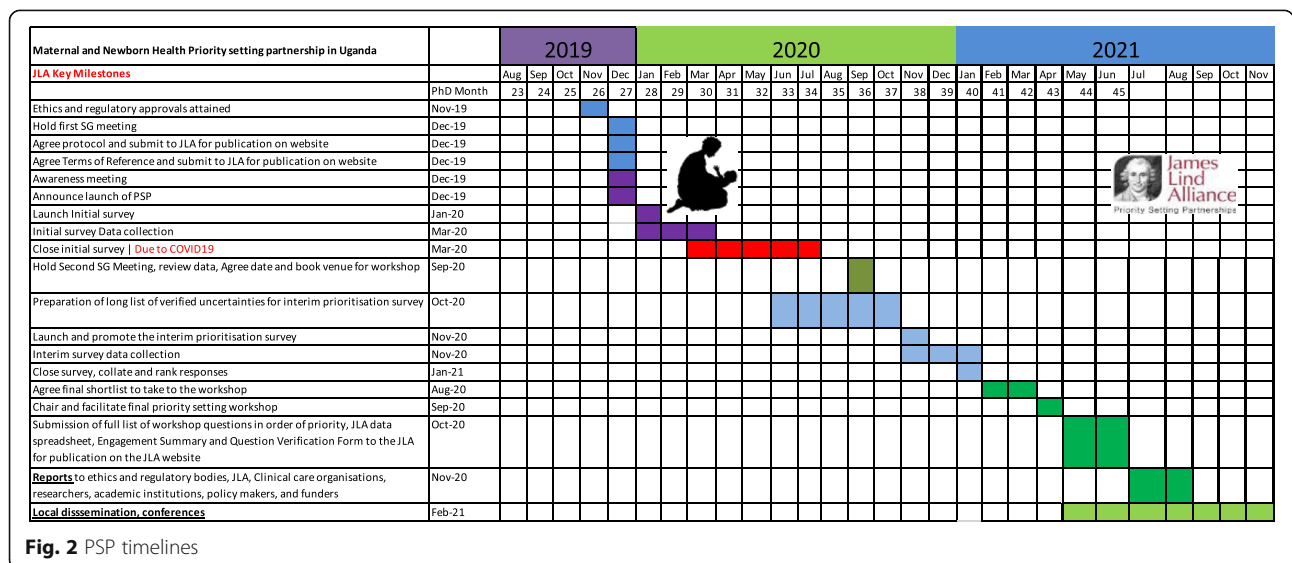 Maternal and Newborn Health Priority setting partnership in Uganda 2019 2020 2021
JLA Key Milestones Aug Sep Oct Nov Dec Jan Feb Mar Apr May Jun Jul Aug Sep Oct Nov Dec Jan Feb Mar Apr May Jun Jul Aug Sep Oct Nov
PhD Month 23 24 25 26 27 28 29 30 31 32 33 34 35 36 37 38 39 40 41 42 43 44 45
Ethics and regulatory approvals attained Nov-19
Hold first SG meeting Dec-19
Agree protocol and submit to JLA for publication on website Dec-19
Agree Terms of Reference and submit to JLA for publication on website Dec-19
Awareness meeting Dec-19
Announce launch of PSP Dec-19
Launch Initial survey Jan-20
Initial survey Data collection Mar-20
Close initial survey | Due to COVID19 Mar-20
Hold Second SG Meeting, review data, Agree date and book venue for workshop Sep-20
Preparation of long list of verified uncertainties for interim prioritisation survey Oct-20
Launch and promote the interim prioritisation survey Nov-20
Interim survey data collection Nov-20
Close survey, collate and rank responses Jan-21
Agree final shortlist to take to the workshop Aug-20
Chair and facilitate final priority setting workshop Sep-20
Submission of full list of workshop questions in order of priority, JLA data Oct-20
spreadsheet, Engagement Summary and Question Verification Form to the JLA
for publication on the JLA website
Reports to ethics and regulatory bodies, JLA, Clinical care organisations, Nov-20
researchers, academic institutions, policy makers, and funders
Local disssemination, conferences Feb-21
James
Lind
Alliance
Priority Setting Partnerships
Fig. 2 PSP timelines